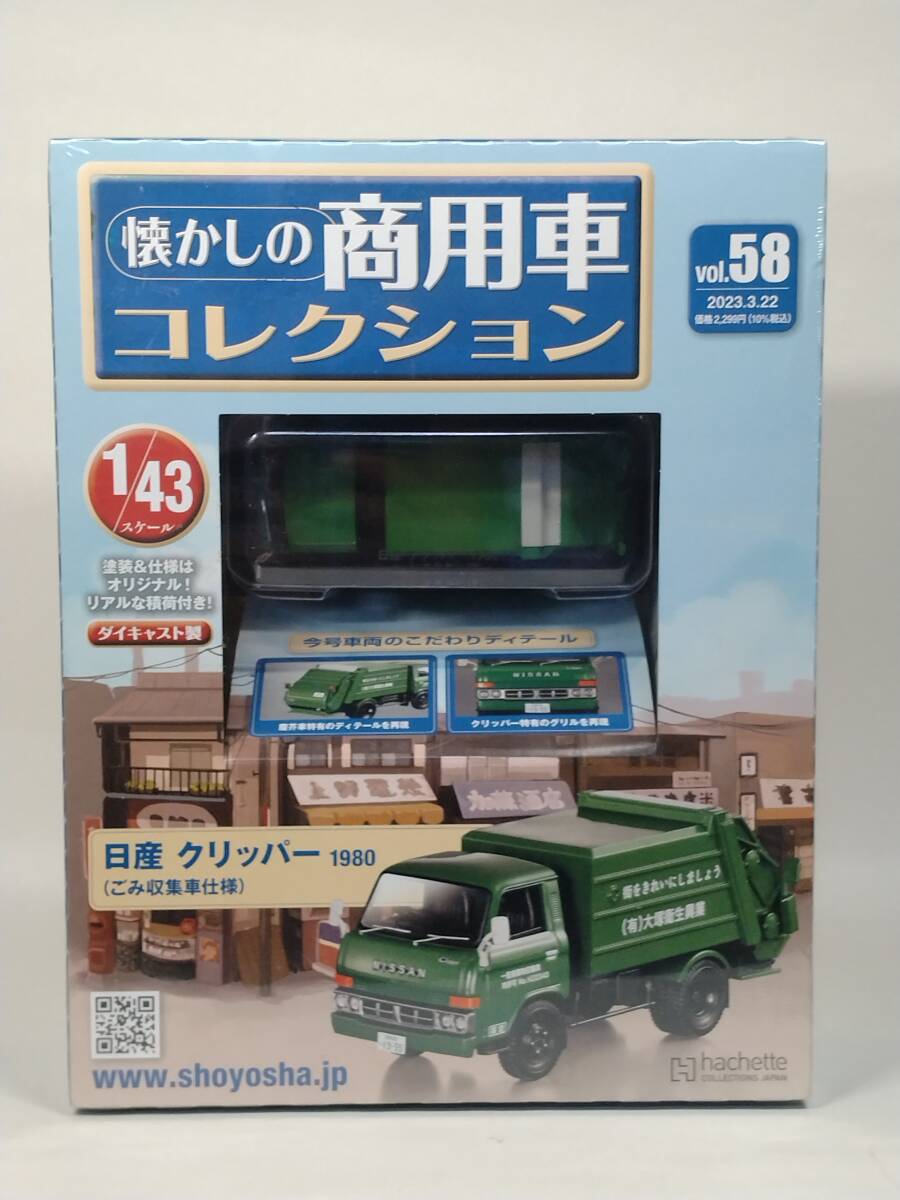 懐かしの
商用車
コレクション
vol.58
2023.3.22
価格2,299円(10%税込)
1/43
スケール
塗装&仕様は
オリジナル!
リアルな積荷付き!
ダイキャスト製
今号車両のこだわりディテール
塵芥車特有のディテールを再現
NISSAN
クリッパー特有のグリルを再現
日産 クリッパー 1980
(ごみ収集車仕様)
街をきれいにしましょう
(有)大塚衛生興業
NISSAN
Clipper
www.shoyosha.jp
hachette
COLLECTIONS JAPAN